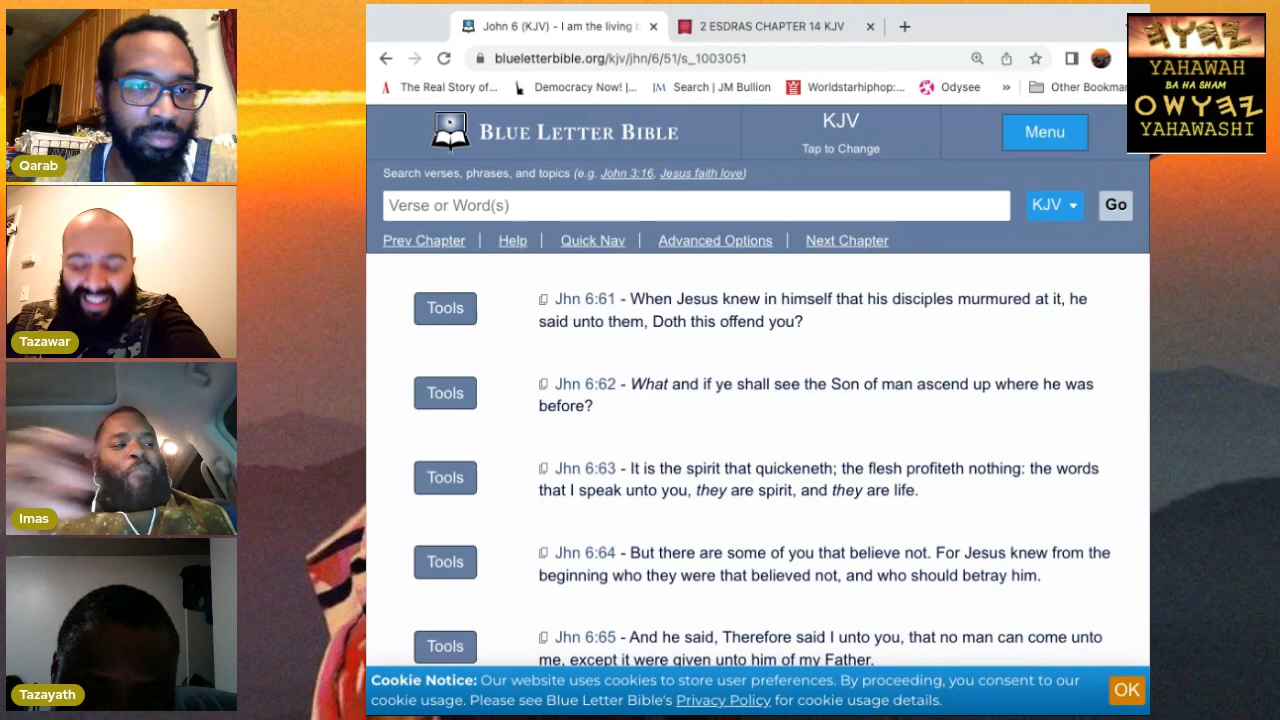 Qarab
Tazawar
Imas
Tazayath
John 6 (KJV) - I am the living b
2 ESDRAS CHAPTER 14 KJV
blueletterbible.org/kjv/jhn/6/51/s_1003051
The Real Story of...
Democracy Now! |...
Search | JM Bullion
Worldstarhiphop:...
Odysee
»
Other Bookmar
YAHAWAH
BA HA SHAM
YAHAWASHI
BLUE LETTER BIBLE
KJV
Tap to Change
Menu
Search verses, phrases, and topics (e.g. John 3:16, Jesus faith love)
Verse or Word(s)
KJV
Go
Prev Chapter | Help | Quick Nav | Advanced Options | Next Chapter
Tools
Jhn 6:61 - When Jesus knew in himself that his disciples murmured at it, he
said unto them, Doth this offend you?
Tools
Jhn 6:62 - What and if ye shall see the Son of man ascend up where he was
before?
Tools
Jhn 6:63 - It is the spirit that quickeneth; the flesh profiteth nothing: the words
that I speak unto you, they are spirit, and they are life.
Tools
Jhn 6:64 - But there are some of you that believe not. For Jesus knew from the
beginning who they were that believed not, and who should betray him.
Tools
Jhn 6:65 - And he said, Therefore said I unto you, that no man can come unto
me, except it were given unto him of my Father.
Cookie Notice: Our website uses cookies to store user preferences. By proceeding, you consent to our
cookie usage. Please see Blue Letter Bible's Privacy Policy for cookie usage details.
OK